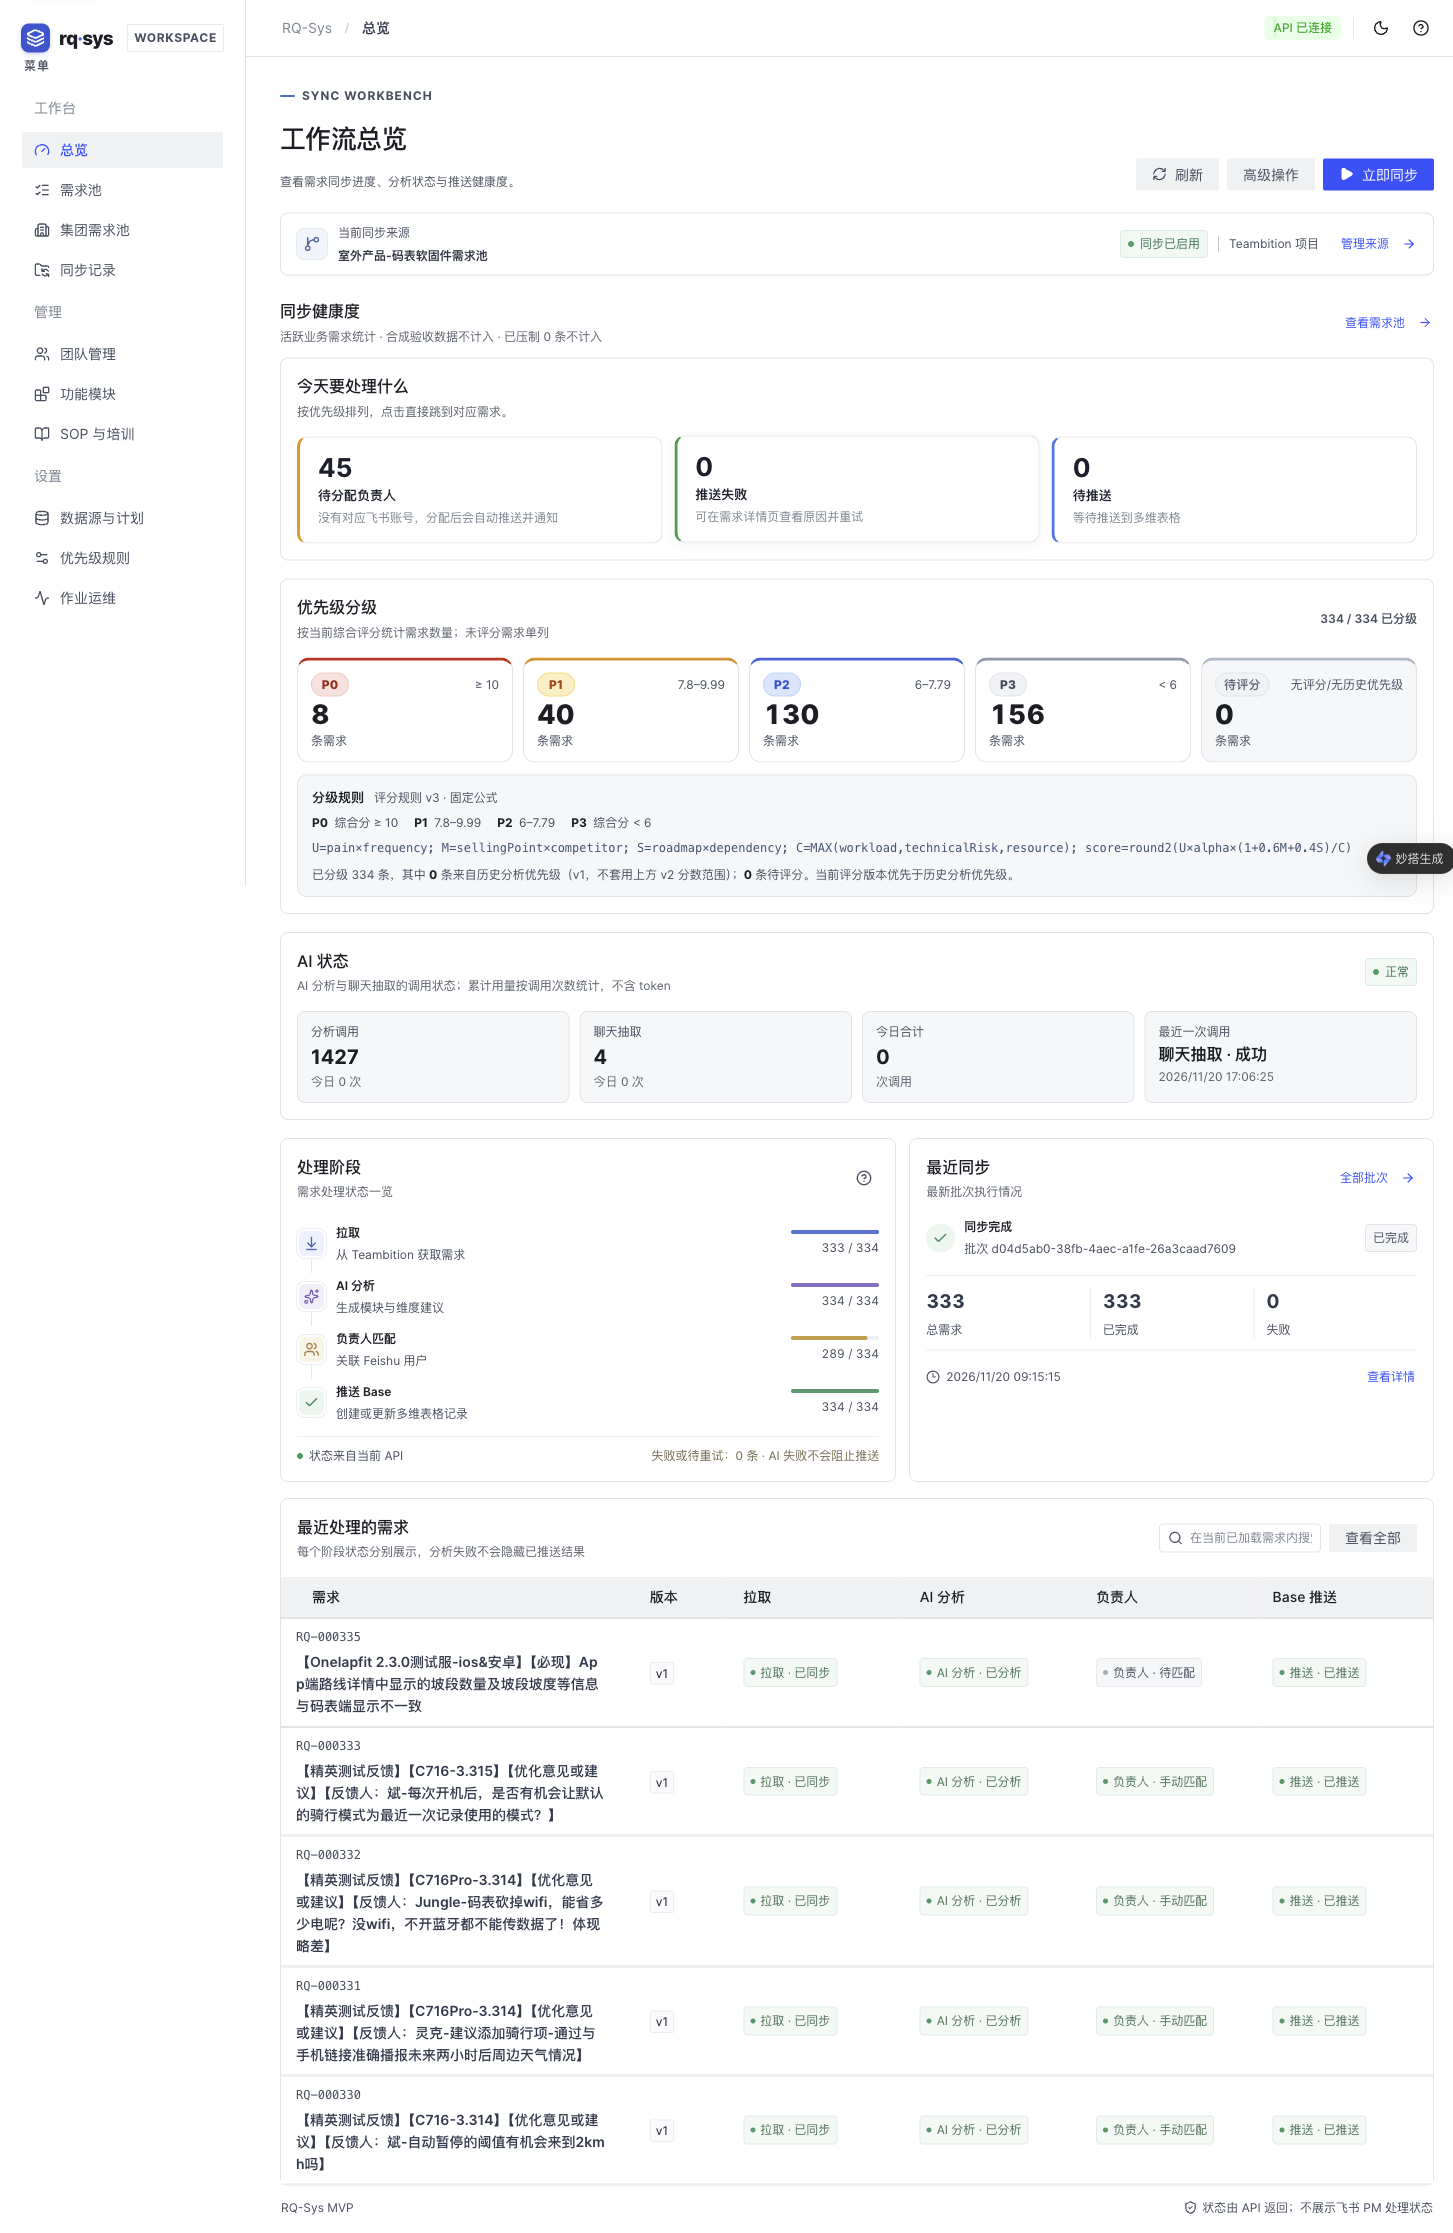 rq·sys WORKSPACE
菜单
工作台
总览
需求池
集团需求池
同步记录
管理
团队管理
功能模块
SOP 与培训
设置
数据源与计划
优先级规则
作业运维
RQ-Sys / 总览
API 已连接
SYNC WORKBENCH
工作流总览
查看需求同步进度、分析状态与推送健康度。
刷新
高级操作
立即同步
当前同步来源
室外产品-码表软固件需求池
同步已启用
Teambition 项目
管理来源
同步健康度
活跃业务需求统计 · 合成验收数据不计入 · 已压制 0 条不计入
查看需求池
今天要处理什么
按优先级排列，点击直接跳到对应需求。
45
待分配负责人
没有对应飞书账号，分配后会自动推送并通知
0
推送失败
可在需求详情页查看原因并重试
0
待推送
等待推送到多维表格
优先级分级
按当前综合评分统计需求数量；未评分需求单列
334 / 334 已分级
P0 ≥ 10
8
条需求
P1 7.8–9.99
40
条需求
P2 6–7.79
130
条需求
P3 < 6
156
条需求
待评分 无评分/无历史优先级
0
条需求
分级规则 评分规则 v3 · 固定公式
P0 综合分 ≥ 10 P1 7.8–9.99 P2 6–7.79 P3 综合分 < 6
U=pain×frequency; M=sellingPoint×competitor; S=roadmap×dependency; C=MAX(workload,technicalRisk,resource); score=round2(U×alpha×(1+0.6M+0.4S)/C)
已分级 334 条，其中 0 条来自历史分析优先级（v1，不套用上方 v2 分数范围）；0 条待评分。当前评分版本优先于历史分析优先级。
妙搭生成
AI 状态
AI 分析与聊天抽取的调用状态；累计用量按调用次数统计，不含 token
正常
分析调用
1427
今日 0 次
聊天抽取
4
今日 0 次
今日合计
0
次调用
最近一次调用
聊天抽取 · 成功
2026/11/20 17:06:25
处理阶段
需求处理状态一览
拉取
从 Teambition 获取需求
333 / 334
AI 分析
生成模块与维度建议
334 / 334
负责人匹配
关联 Feishu 用户
289 / 334
推送 Base
创建或更新多维表格记录
334 / 334
状态来自当前 API
失败或待重试：0 条 · AI 失败不会阻止推送
最近同步
最新批次执行情况
全部批次
同步完成
批次 d04d5ab0-38fb-4aec-a1fe-26a3caad7609
已完成
333
总需求
333
已完成
0
失败
2026/11/20 09:15:15
查看详情
最近处理的需求
每个阶段状态分别展示，分析失败不会隐藏已推送结果
在当前已加载需求内搜
查看全部
需求 版本 拉取 AI 分析 负责人 Base 推送
RQ-000335
【Onelapfit 2.3.0测试服-ios&安卓】【必现】Ap
p端路线详情中显示的坡段数量及坡段坡度等信息
与码表端显示不一致
v1 拉取 · 已同步 AI 分析 · 已分析 负责人 · 待匹配 推送 · 已推送
RQ-000333
【精英测试反馈】【C716-3.315】【优化意见或建
议】【反馈人：斌-每次开机后，是否有机会让默认
的骑行模式为最近一次记录使用的模式？】
v1 拉取 · 已同步 AI 分析 · 已分析 负责人 · 手动匹配 推送 · 已推送
RQ-000332
【精英测试反馈】【C716Pro-3.314】【优化意见
或建议】【反馈人：Jungle-码表砍掉wifi，能省多
少电呢？没wifi，不开蓝牙都不能传数据了！体现
略差】
v1 拉取 · 已同步 AI 分析 · 已分析 负责人 · 手动匹配 推送 · 已推送
RQ-000331
【精英测试反馈】【C716Pro-3.314】【优化意见
或建议】【反馈人：灵克-建议添加骑行项-通过与
手机链接准确播报未来两小时后周边天气情况】
v1 拉取 · 已同步 AI 分析 · 已分析 负责人 · 手动匹配 推送 · 已推送
RQ-000330
【精英测试反馈】【C716-3.314】【优化意见或建
议】【反馈人：斌-自动暂停的阈值有机会来到2km
h吗】
v1 拉取 · 已同步 AI 分析 · 已分析 负责人 · 手动匹配 推送 · 已推送
RQ-Sys MVP
状态由 API 返回；不展示飞书 PM 处理状态